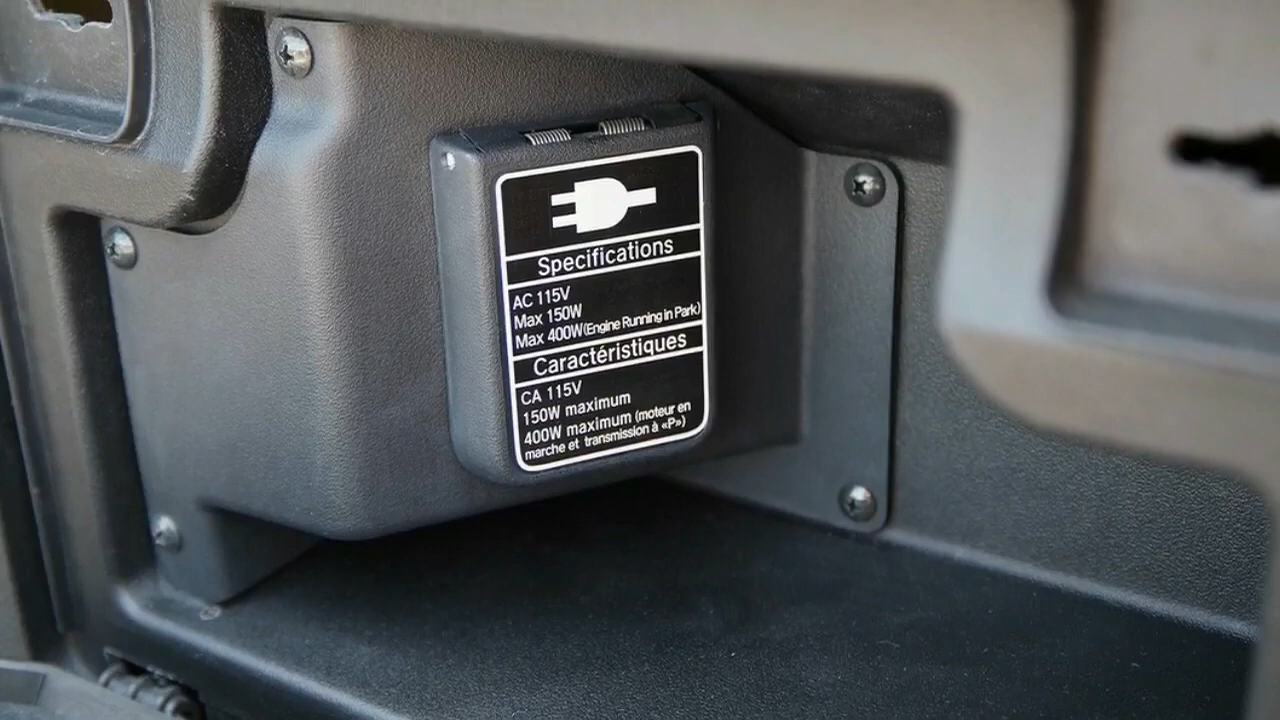 Specifications
AC 115V
Max 150W
Max 400W(Engine Running in Park)
Caractéristiques
CA 115V
150W maximum
400W maximum (moteur en
marche et transmission à «P»)